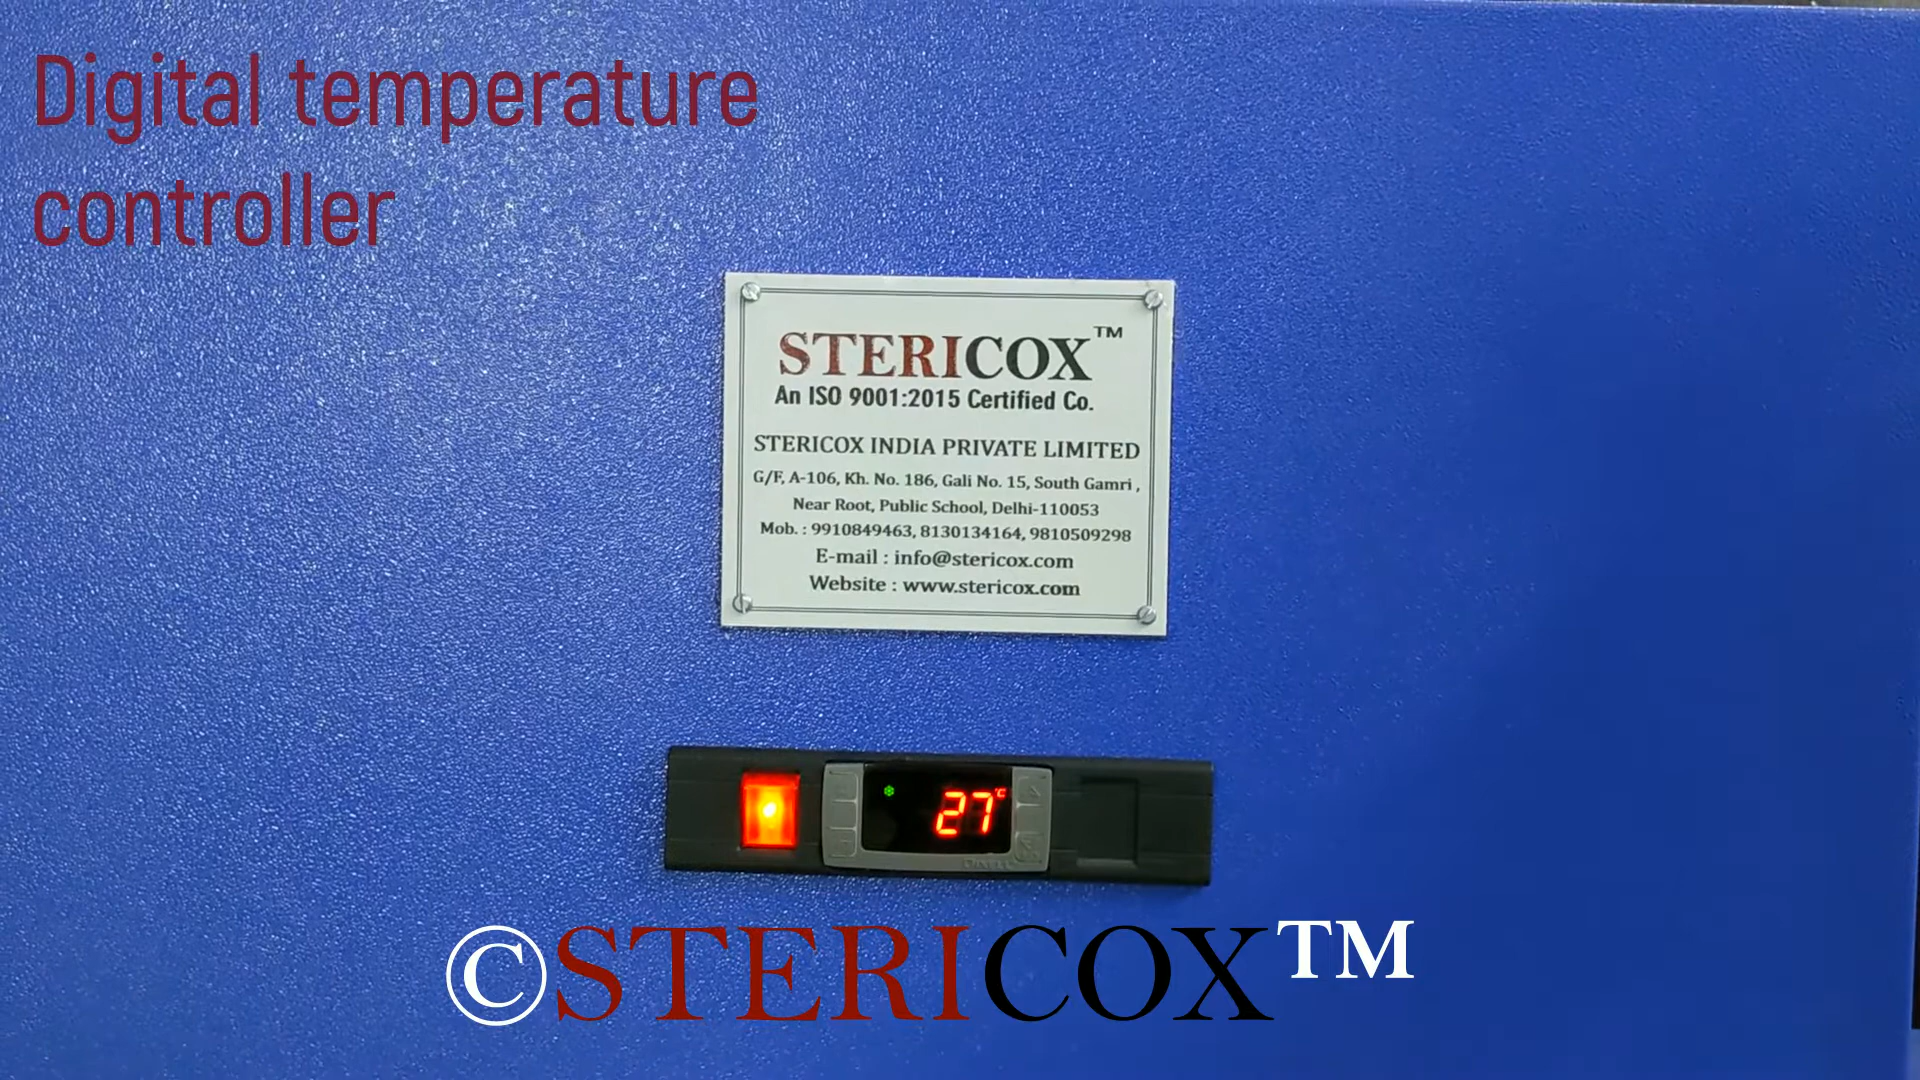 Digital temperature
controller
STERICOX™
An ISO 9001:2015 Certified Co.
STERICOX INDIA PRIVATE LIMITED
G/F, A-106, Kh. No. 186, Gali No. 15, South Gamri ,
Near Root, Public School, Delhi-110053
Mob. : 9910849463, 8130134164, 9810509298
E-mail : info@stericox.com
Website : www.stericox.com
27°C
©STERICOX™